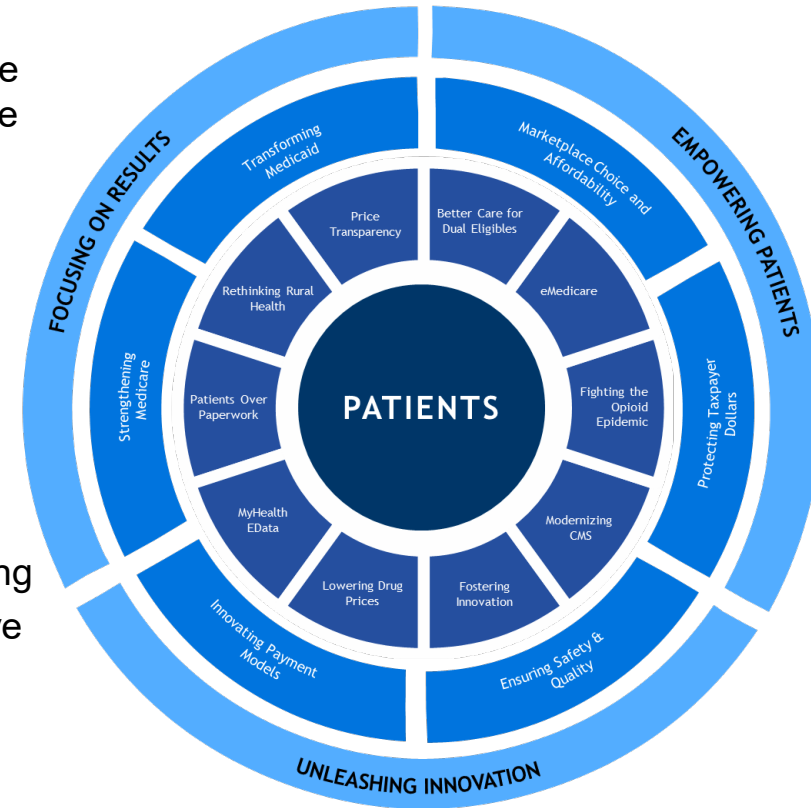 FOCUSING ON RESULTS
EMPOWERING PATIENTS
UNLEASHING INNOVATION
Transforming
Medicaid
Marketplace Choice and
Affordability
Protecting Taxpayer
Dollars
Ensuring Safety &
Quality
Innovating Payment
Models
Strengthening
Medicare
Price
Transparency
Better Care for
Dual Eligibles
eMedicare
Fighting the
Opioid
Epidemic
Modernizing
CMS
Fostering
Innovation
Lowering Drug
Prices
MyHealth
EData
Patients Over
Paperwork
Rethinking Rural
Health
PATIENTS